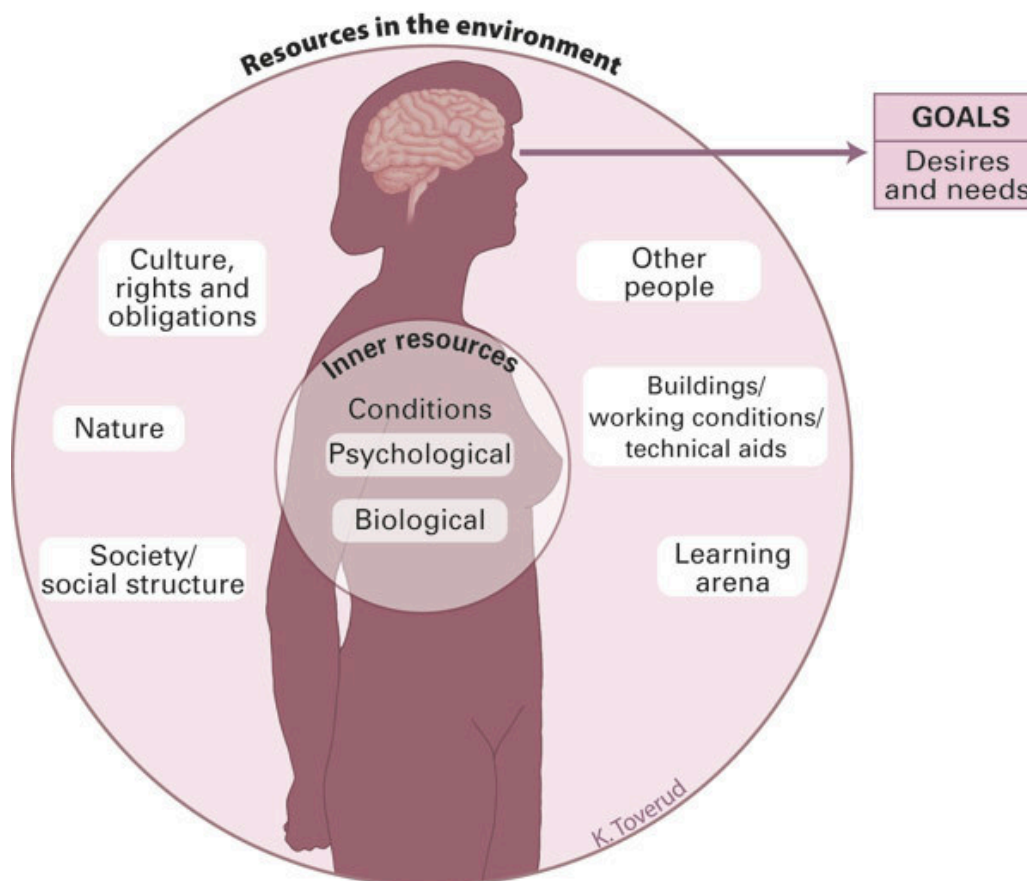 Resources in the environment
GOALS
Desires
and needs
Culture,
rights and
obligations
Other
people
Inner resources
Conditions
Psychological
Biological
Nature
Buildings/
working conditions/
technical aids
Society/
social structure
Learning
arena
K. Toverud